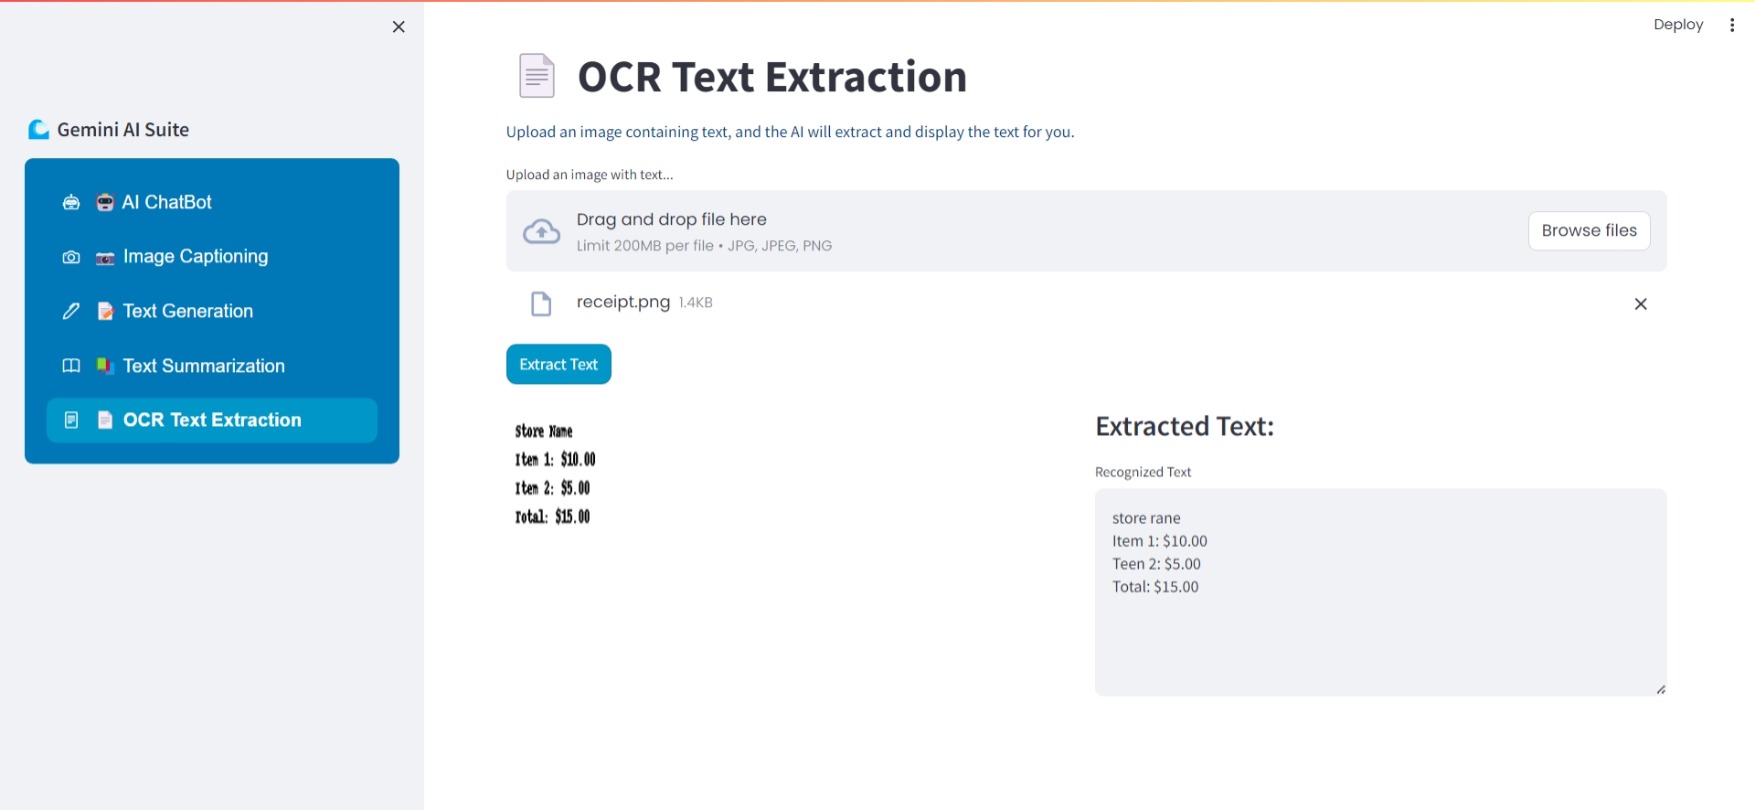 Deploy
Gemini AI Suite
AI ChatBot
Image Captioning
Text Generation
Text Summarization
OCR Text Extraction
OCR Text Extraction
Upload an image containing text, and the AI will extract and display the text for you.
Upload an image with text...
Drag and drop file here
Limit 200MB per file • JPG, JPEG, PNG
Browse files
receipt.png 1.4KB
Extract Text
Store Name
Item 1: $10.00
Item 2: $5.00
Total: $15.00
Extracted Text:
Recognized Text
store rane
Item 1: $10.00
Teen 2: $5.00
Total: $15.00